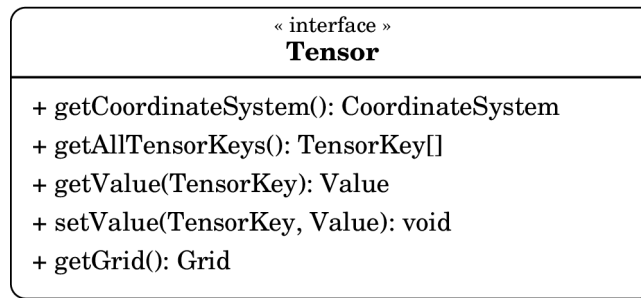 « interface »
Tensor
+ getCoordinateSystem(): CoordinateSystem
+ getAllTensorKeys(): TensorKey[]
+ getValue(TensorKey): Value
+ setValue(TensorKey, Value): void
+ getGrid(): Grid